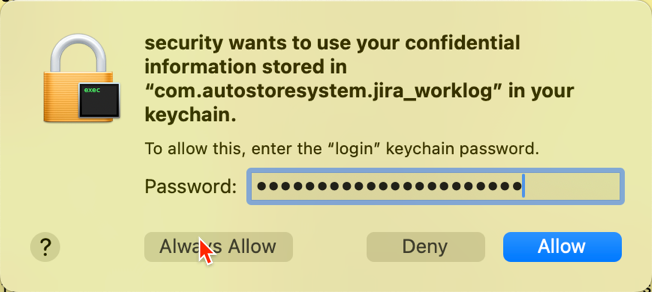 security wants to use your confidential
information stored in
“com.autostoresystem.jira_worklog” in your
keychain.
To allow this, enter the “login” keychain password.
Password: ●●●●●●●●●●●●●●●●●●●●●●
exec
? Always Allow Deny Allow